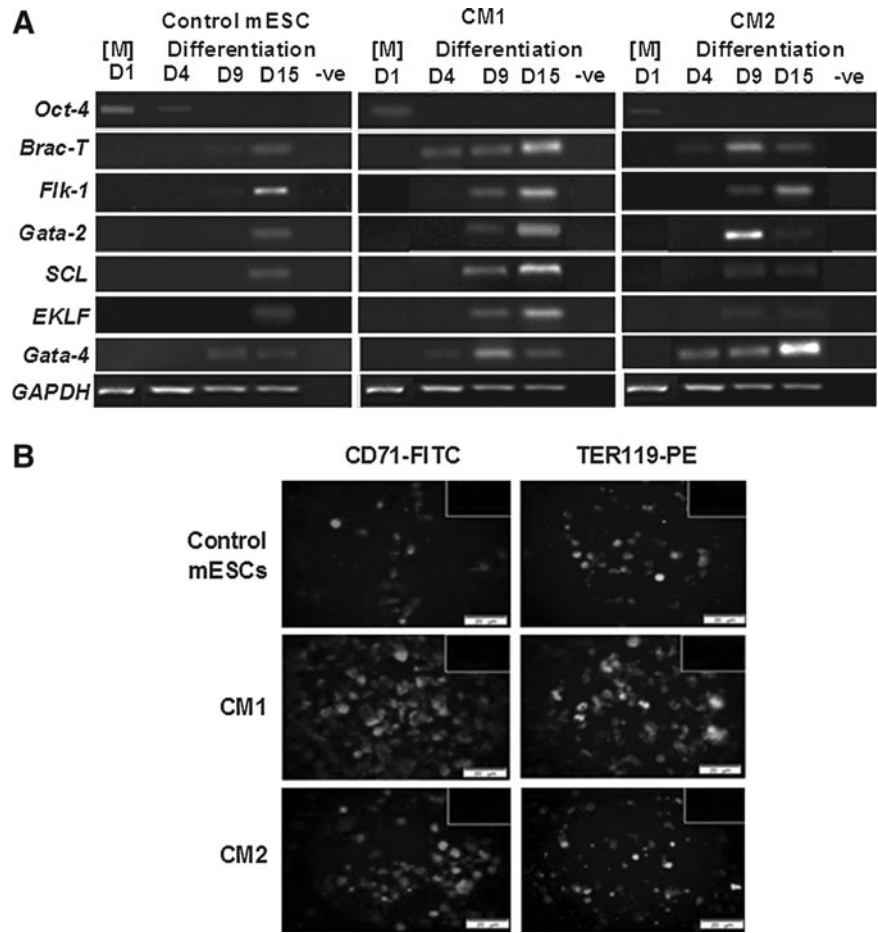 A
Control mESC CM1 CM2
[M] Differentiation [M] Differentiation [M] Differentiation
D1 D4 D9 D15 -ve D1 D4 D9 D15 -ve D1 D4 D9 D15 -ve
Oct-4
Brac-T
Flk-1
Gata-2
SCL
EKLF
Gata-4
GAPDH
B
CD71-FITC TER119-PE
Control
mESCs
CM1
CM2